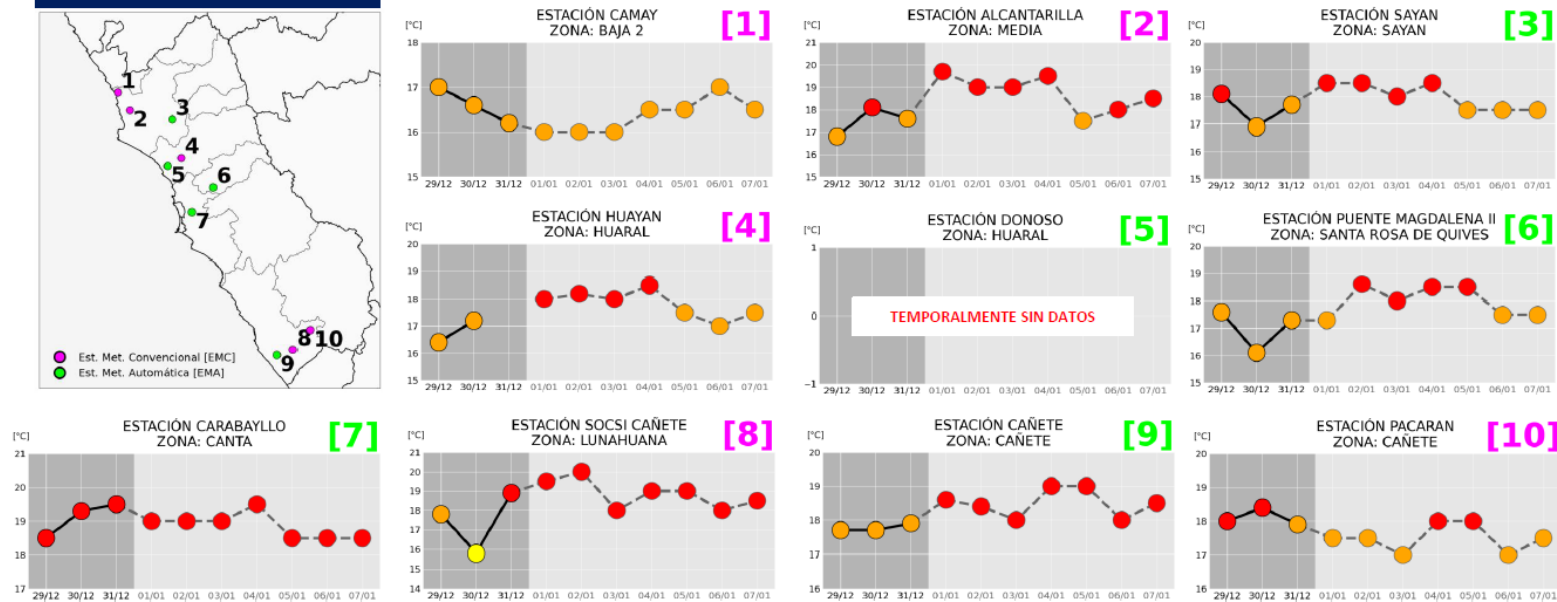 1
2
3
4
5
6
7
8
10
9
Est. Met. Convencional [EMC]
Est. Met. Automática [EMA]
ESTACIÓN CAMAY
ZONA: BAJA 2
[1]
[°C]
18
17
16
15
29/12 30/12 31/12 01/01 02/01 03/01 04/01 05/01 06/01 07/01
ESTACIÓN ALCANTARILLA
ZONA: MEDIA
[2]
[°C]
21
20
19
18
17
16
15
29/12 30/12 31/12 01/01 02/01 03/01 04/01 05/01 06/01 07/01
ESTACIÓN SAYAN
ZONA: SAYAN
[3]
[°C]
20
19
18
17
16
15
29/12 30/12 31/12 01/01 02/01 03/01 04/01 05/01 06/01 07/01
ESTACIÓN HUAYAN
ZONA: HUARAL
[4]
[°C]
20
19
18
17
16
15
29/12 30/12 31/12 01/01 02/01 03/01 04/01 05/01 06/01 07/01
ESTACIÓN DONOSO
ZONA: HUARAL
[5]
[°C]
1
0
−1
TEMPORALMENTE SIN DATOS
29/12 30/12 31/12 01/01 02/01 03/01 04/01 05/01 06/01 07/01
ESTACIÓN PUENTE MAGDALENA II
ZONA: SANTA ROSA DE QUIVES
[6]
[°C]
20
19
18
17
16
15
29/12 30/12 31/12 01/01 02/01 03/01 04/01 05/01 06/01 07/01
ESTACIÓN CARABAYLLO
ZONA: CANTA
[7]
[°C]
21
20
19
18
17
29/12 30/12 31/12 01/01 02/01 03/01 04/01 05/01 06/01 07/01
ESTACIÓN SOCSI CAÑETE
ZONA: LUNAHUANA
[8]
[°C]
21
20
19
18
17
16
15
14
29/12 30/12 31/12 01/01 02/01 03/01 04/01 05/01 06/01 07/01
ESTACIÓN CAÑETE
ZONA: CAÑETE
[9]
[°C]
20
19
18
17
16
29/12 30/12 31/12 01/01 02/01 03/01 04/01 05/01 06/01 07/01
ESTACIÓN PACARAN
ZONA: CAÑETE
[10]
[°C]
20
19
18
17
16
29/12 30/12 31/12 01/01 02/01 03/01 04/01 05/01 06/01 07/01